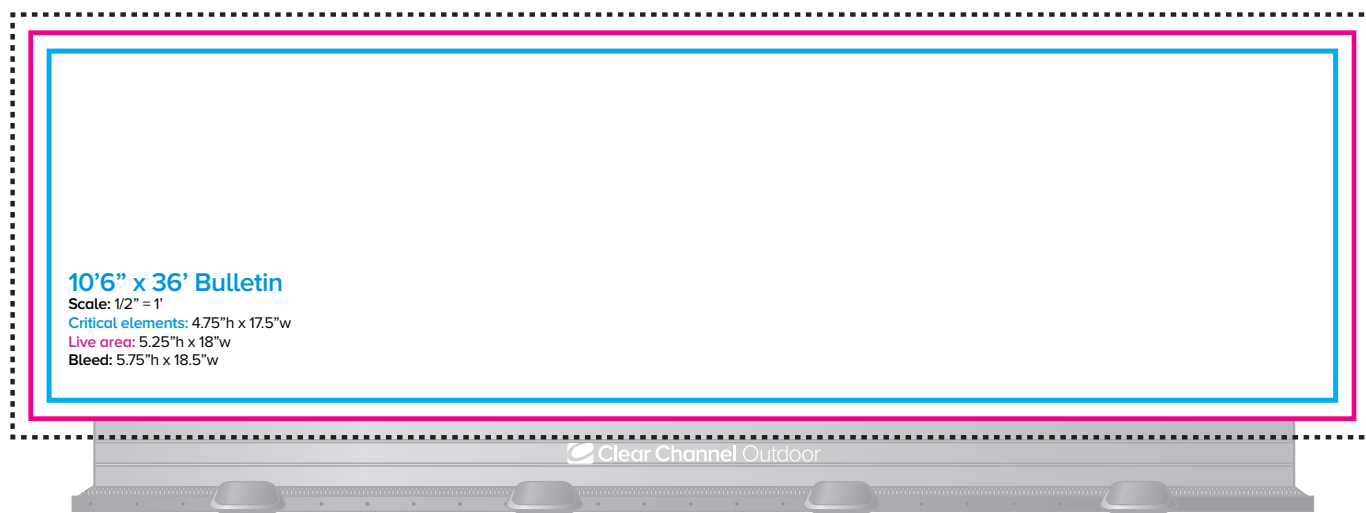 10’6” x 36’ Bulletin
Scale: 1/2” = 1’
Critical elements: 4.75”h x 17.5”w
Live area: 5.25”h x 18”w
Bleed: 5.75”h x 18.5”w
Clear Channel Outdoor